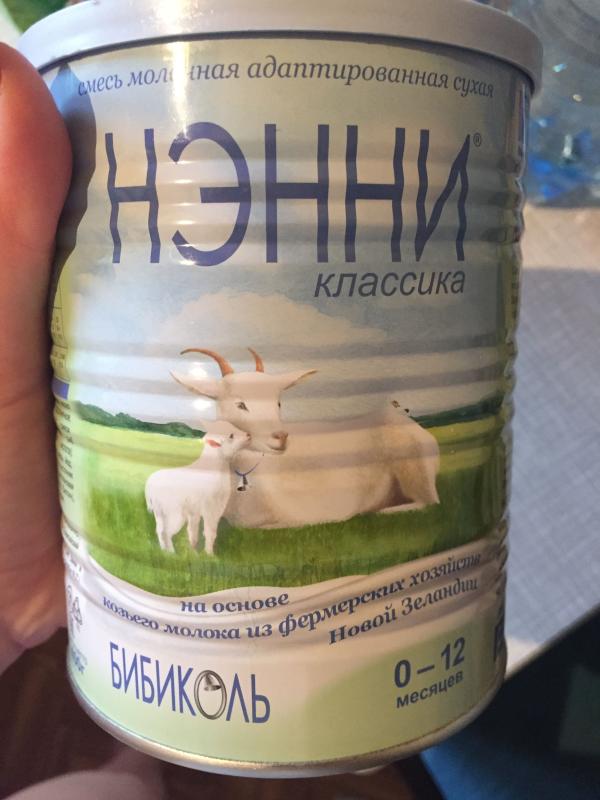 смесь молочная адаптированная сухая
НЭННИ®
классика
на основе
козьего молока из фермерских хозяйств
Новой Зеландии
БИБИКОЛЬ
0 – 12
месяцев